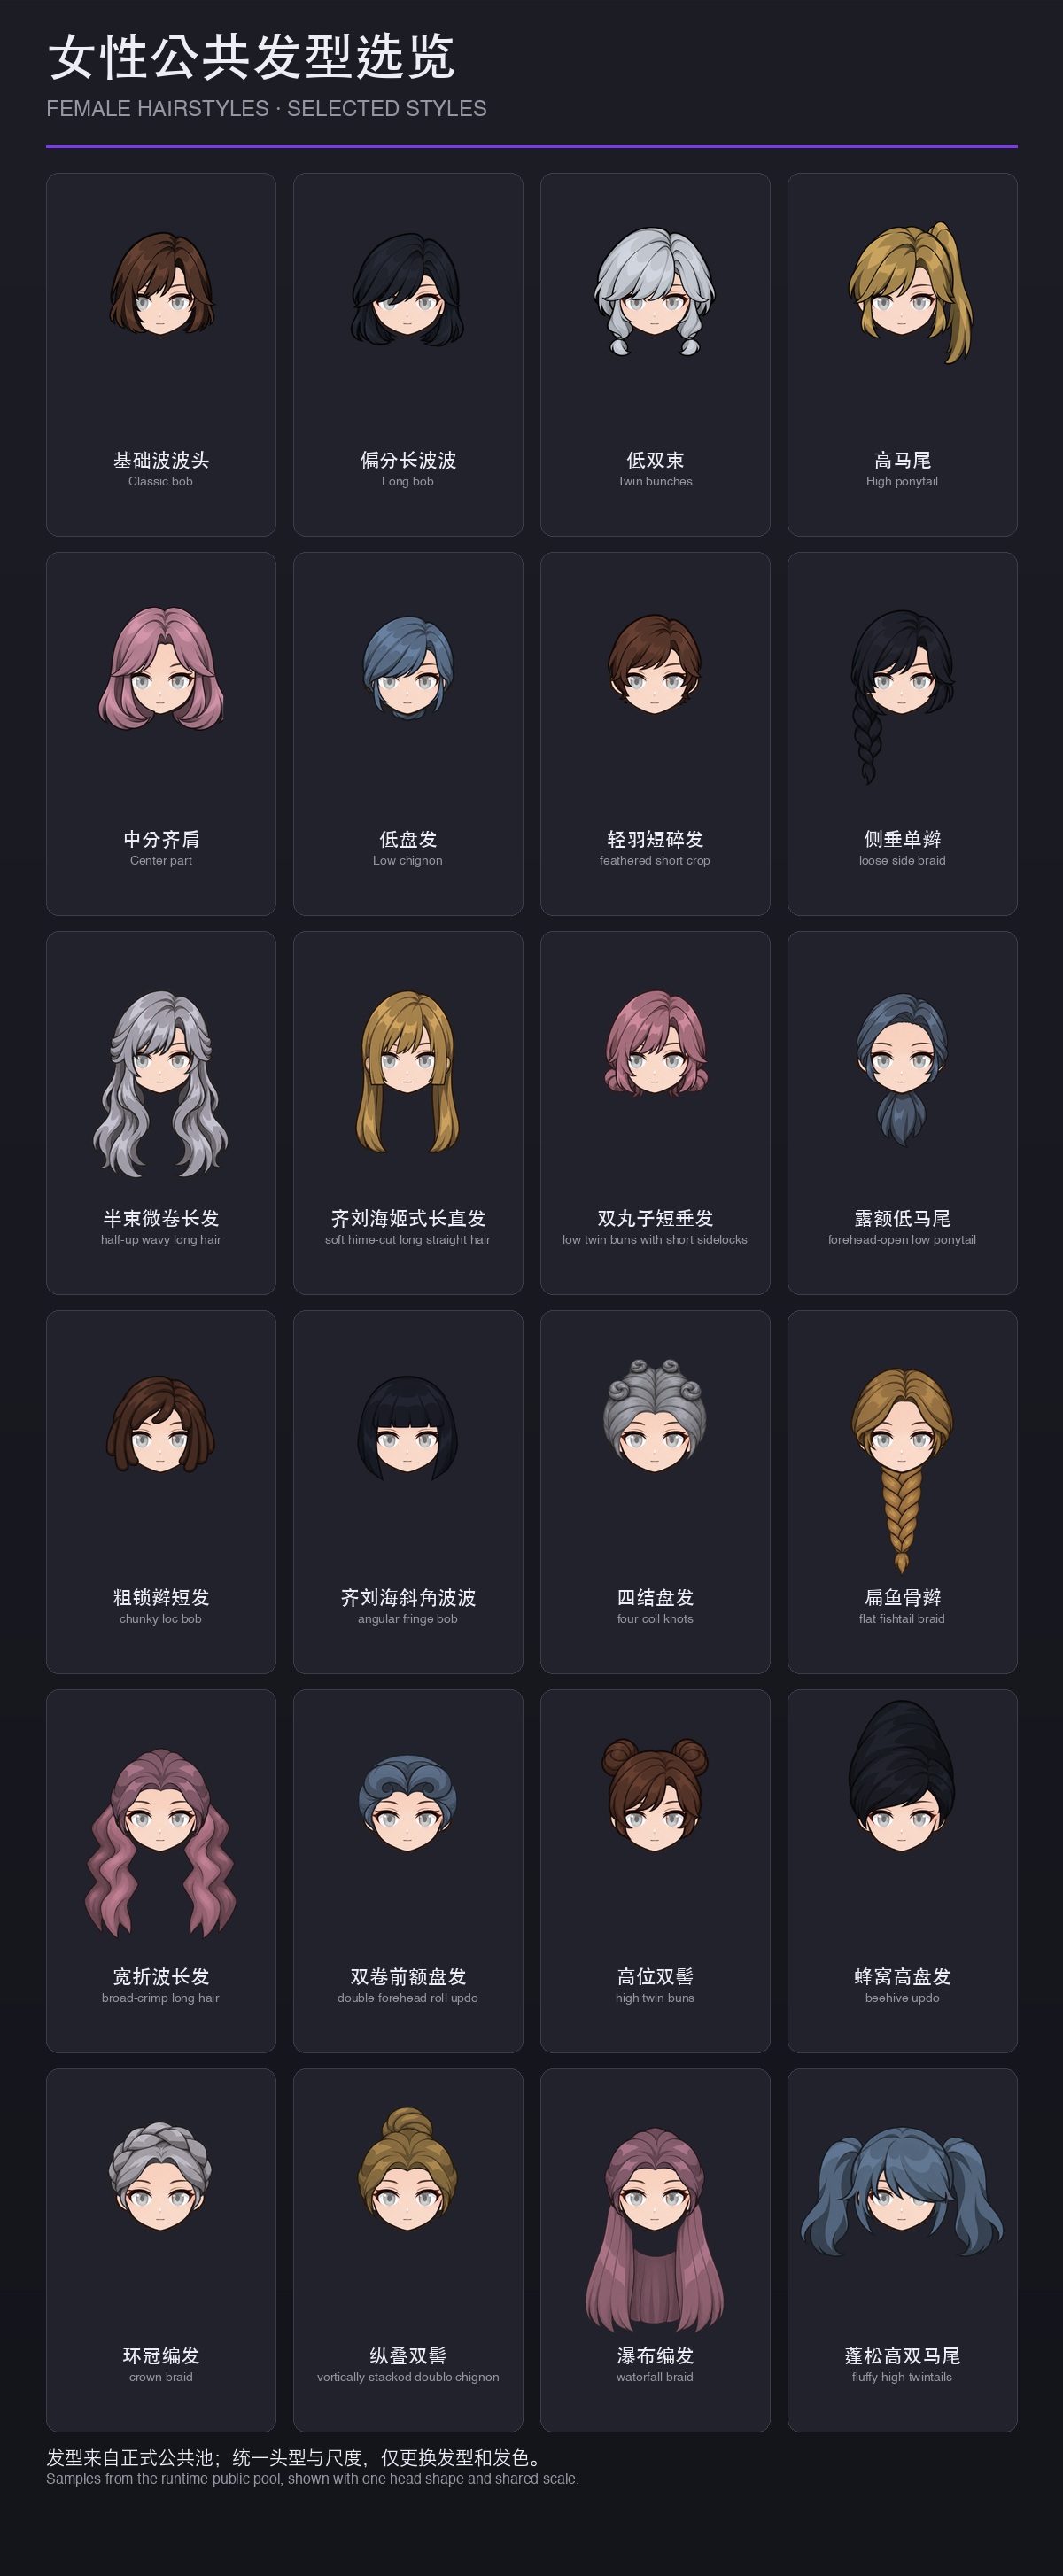 女性公共发型选览
FEMALE HAIRSTYLES · SELECTED STYLES
基础波波头
Classic bob
偏分长波波
Long bob
低双束
Twin bunches
高马尾
High ponytail
中分齐肩
Center part
低盘发
Low chignon
轻羽短碎发
feathered short crop
侧垂单辫
loose side braid
半束微卷长发
half-up wavy long hair
齐刘海姬式长直发
soft hime-cut long straight hair
双丸子短垂发
low twin buns with short sidelocks
露额低马尾
forehead-open low ponytail
粗锁辫短发
chunky loc bob
齐刘海斜角波波
angular fringe bob
四结盘发
four coil knots
扁鱼骨辫
flat fishtail braid
宽折波长发
broad-crimp long hair
双卷前额盘发
double forehead roll updo
高位双髻
high twin buns
蜂窝高盘发
beehive updo
环冠编发
crown braid
纵叠双髻
vertically stacked double chignon
瀑布编发
waterfall braid
蓬松高双马尾
fluffy high twintails
发型来自正式公共池；统一头型与尺度，仅更换发型和发色。
Samples from the runtime public pool, shown with one head shape and shared scale.